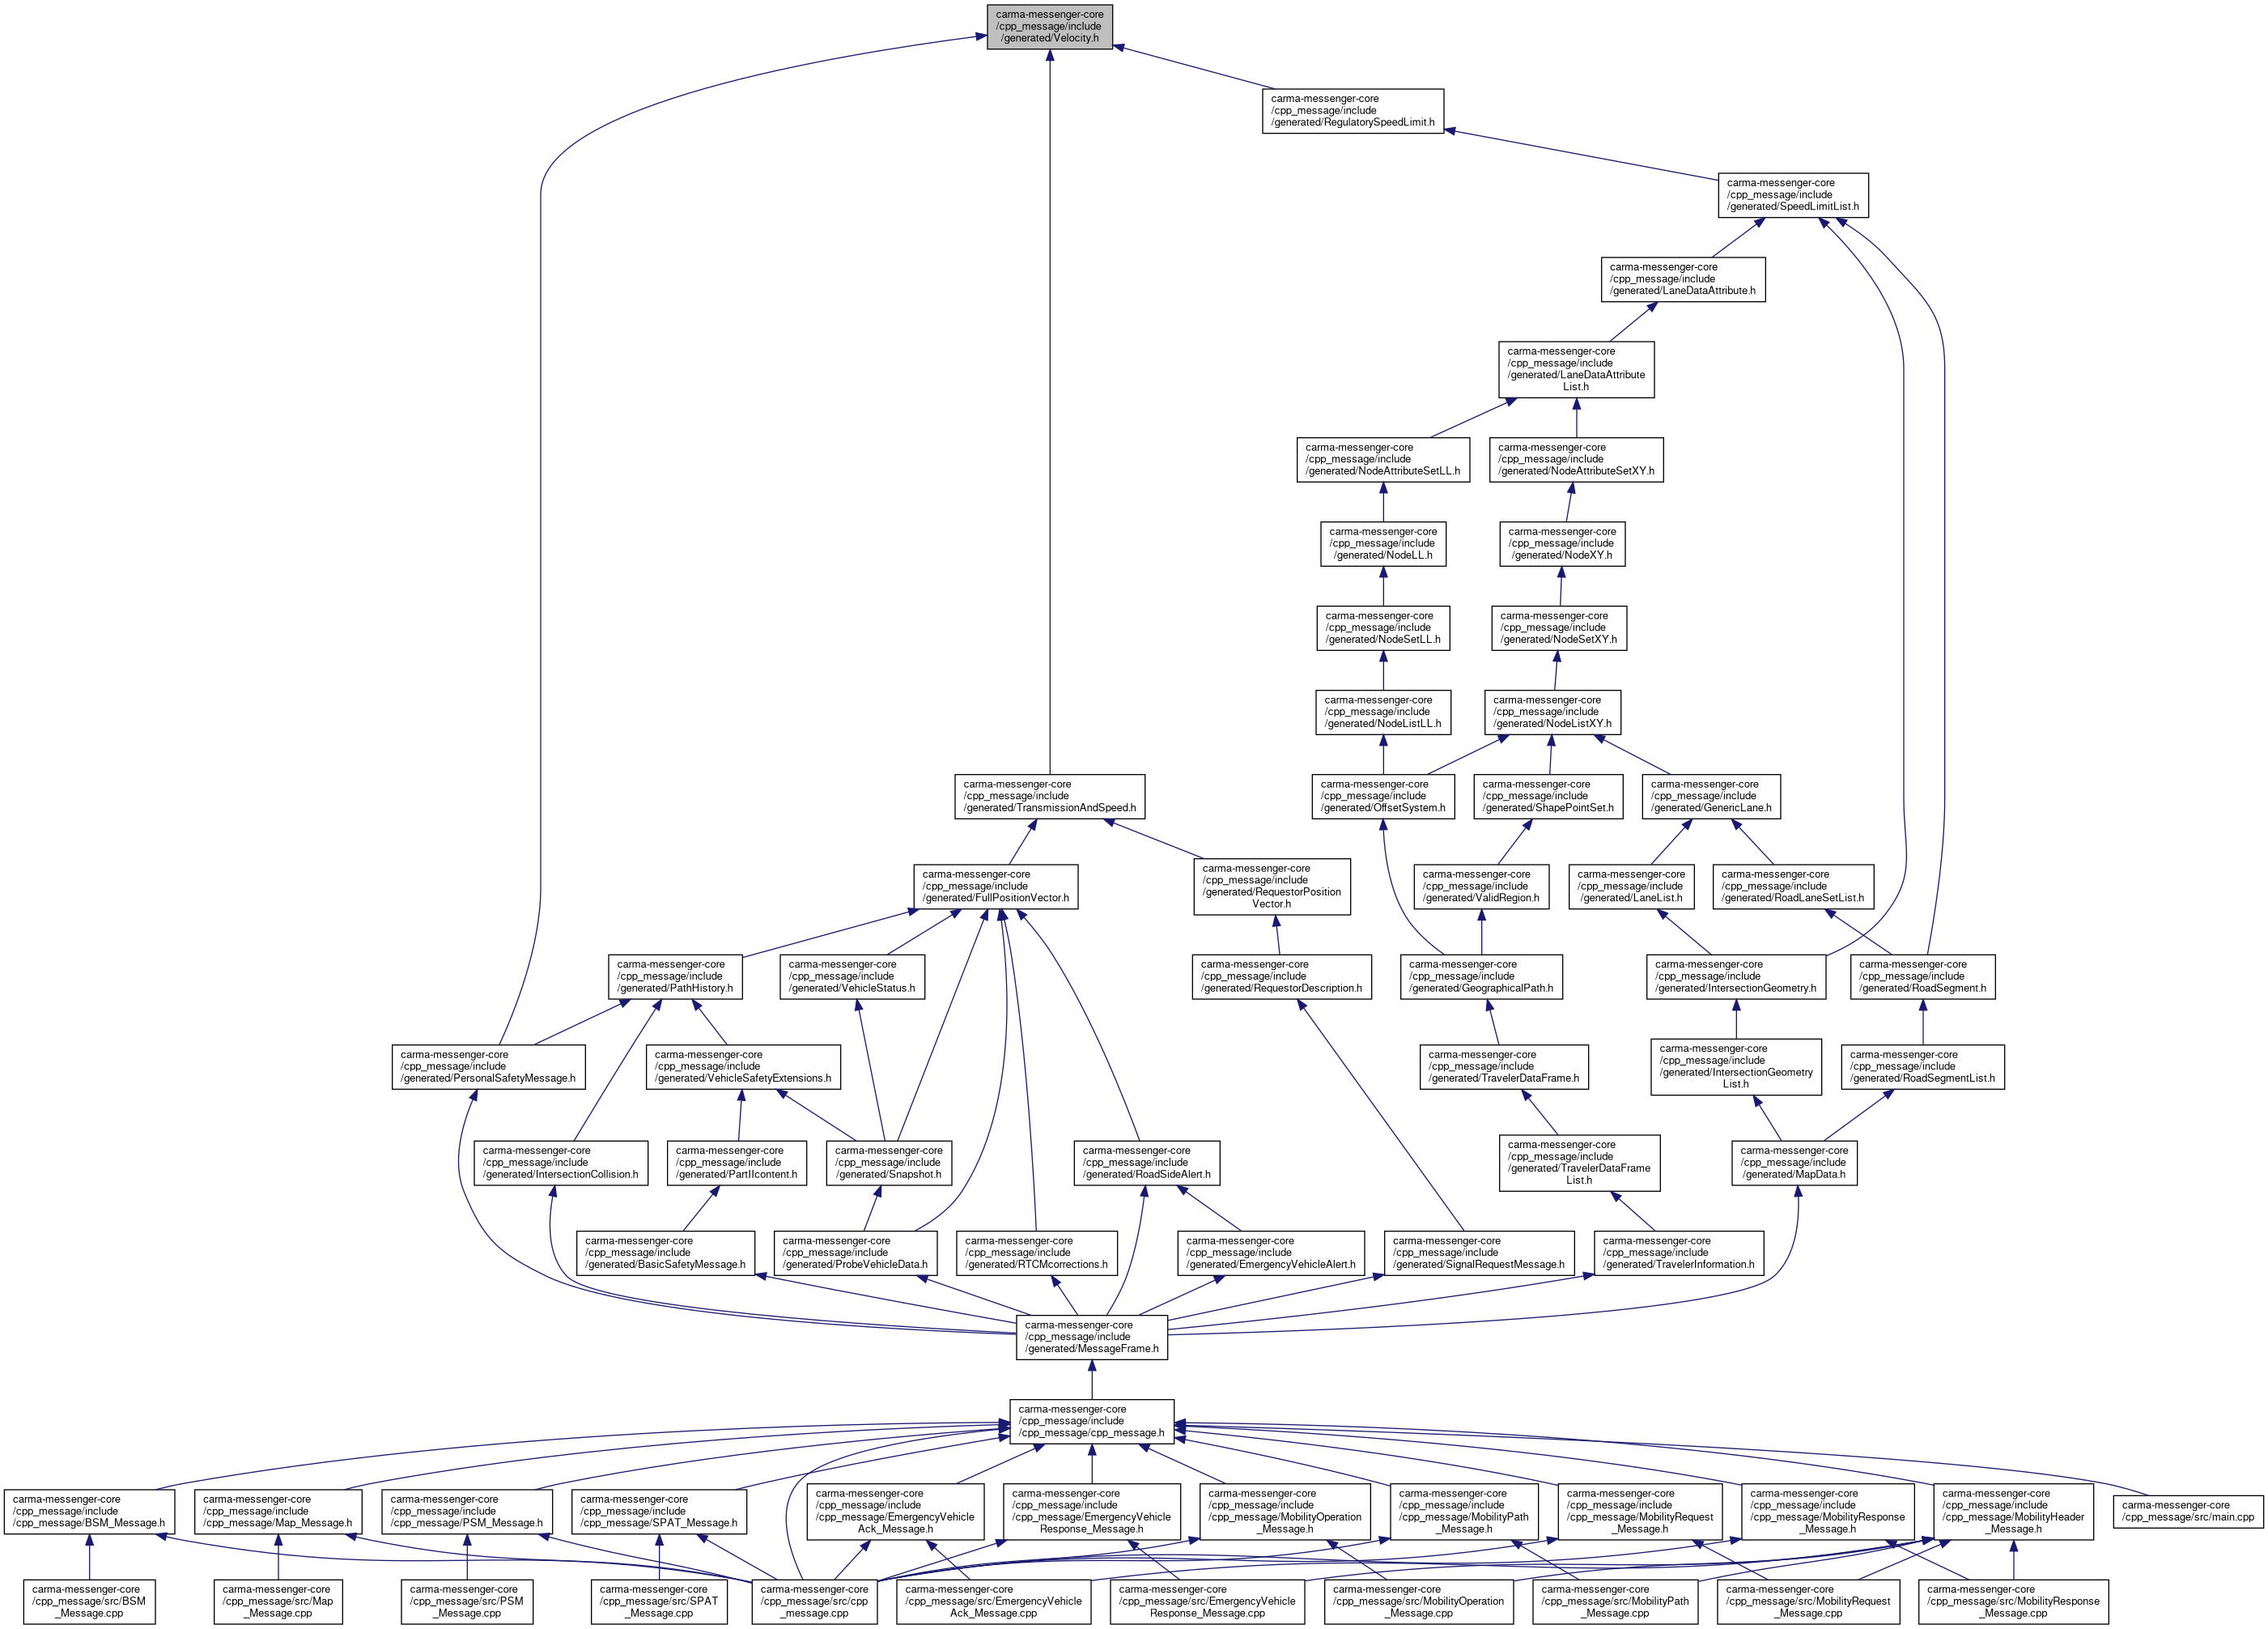 carma-messenger-core
/cpp_message/include
/generated/Velocity.h
carma-messenger-core
/cpp_message/include
/generated/RegulatorySpeedLimit.h
carma-messenger-core
/cpp_message/include
/generated/SpeedLimitList.h
carma-messenger-core
/cpp_message/include
/generated/LaneDataAttribute.h
carma-messenger-core
/cpp_message/include
/generated/LaneDataAttribute
List.h
carma-messenger-core
/cpp_message/include
/generated/NodeAttributeSetLL.h
carma-messenger-core
/cpp_message/include
/generated/NodeAttributeSetXY.h
carma-messenger-core
/cpp_message/include
/generated/NodeLL.h
carma-messenger-core
/cpp_message/include
/generated/NodeXY.h
carma-messenger-core
/cpp_message/include
/generated/NodeSetLL.h
carma-messenger-core
/cpp_message/include
/generated/NodeSetXY.h
carma-messenger-core
/cpp_message/include
/generated/NodeListLL.h
carma-messenger-core
/cpp_message/include
/generated/NodeListXY.h
carma-messenger-core
/cpp_message/include
/generated/TransmissionAndSpeed.h
carma-messenger-core
/cpp_message/include
/generated/OffsetSystem.h
carma-messenger-core
/cpp_message/include
/generated/ShapePointSet.h
carma-messenger-core
/cpp_message/include
/generated/GenericLane.h
carma-messenger-core
/cpp_message/include
/generated/FullPositionVector.h
carma-messenger-core
/cpp_message/include
/generated/RequestorPosition
Vector.h
carma-messenger-core
/cpp_message/include
/generated/ValidRegion.h
carma-messenger-core
/cpp_message/include
/generated/LaneList.h
carma-messenger-core
/cpp_message/include
/generated/RoadLaneSetList.h
carma-messenger-core
/cpp_message/include
/generated/PathHistory.h
carma-messenger-core
/cpp_message/include
/generated/VehicleStatus.h
carma-messenger-core
/cpp_message/include
/generated/RequestorDescription.h
carma-messenger-core
/cpp_message/include
/generated/GeographicalPath.h
carma-messenger-core
/cpp_message/include
/generated/IntersectionGeometry.h
carma-messenger-core
/cpp_message/include
/generated/RoadSegment.h
carma-messenger-core
/cpp_message/include
/generated/PersonalSafetyMessage.h
carma-messenger-core
/cpp_message/include
/generated/VehicleSafetyExtensions.h
carma-messenger-core
/cpp_message/include
/generated/TravelerDataFrame.h
carma-messenger-core
/cpp_message/include
/generated/IntersectionGeometry
List.h
carma-messenger-core
/cpp_message/include
/generated/RoadSegmentList.h
carma-messenger-core
/cpp_message/include
/generated/IntersectionCollision.h
carma-messenger-core
/cpp_message/include
/generated/PartIIcontent.h
carma-messenger-core
/cpp_message/include
/generated/Snapshot.h
carma-messenger-core
/cpp_message/include
/generated/RoadSideAlert.h
carma-messenger-core
/cpp_message/include
/generated/TravelerDataFrame
List.h
carma-messenger-core
/cpp_message/include
/generated/MapData.h
carma-messenger-core
/cpp_message/include
/generated/BasicSafetyMessage.h
carma-messenger-core
/cpp_message/include
/generated/ProbeVehicleData.h
carma-messenger-core
/cpp_message/include
/generated/RTCMcorrections.h
carma-messenger-core
/cpp_message/include
/generated/EmergencyVehicleAlert.h
carma-messenger-core
/cpp_message/include
/generated/SignalRequestMessage.h
carma-messenger-core
/cpp_message/include
/generated/TravelerInformation.h
carma-messenger-core
/cpp_message/include
/generated/MessageFrame.h
carma-messenger-core
/cpp_message/include
/cpp_message/cpp_message.h
carma-messenger-core
/cpp_message/include
/cpp_message/BSM_Message.h
carma-messenger-core
/cpp_message/include
/cpp_message/Map_Message.h
carma-messenger-core
/cpp_message/include
/cpp_message/PSM_Message.h
carma-messenger-core
/cpp_message/include
/cpp_message/SPAT_Message.h
carma-messenger-core
/cpp_message/include
/cpp_message/EmergencyVehicle
Ack_Message.h
carma-messenger-core
/cpp_message/include
/cpp_message/EmergencyVehicle
Response_Message.h
carma-messenger-core
/cpp_message/include
/cpp_message/MobilityOperation
_Message.h
carma-messenger-core
/cpp_message/include
/cpp_message/MobilityPath
_Message.h
carma-messenger-core
/cpp_message/include
/cpp_message/MobilityRequest
_Message.h
carma-messenger-core
/cpp_message/include
/cpp_message/MobilityResponse
_Message.h
carma-messenger-core
/cpp_message/include
/cpp_message/MobilityHeader
_Message.h
carma-messenger-core
/cpp_message/src/main.cpp
carma-messenger-core
/cpp_message/src/BSM
_Message.cpp
carma-messenger-core
/cpp_message/src/Map
_Message.cpp
carma-messenger-core
/cpp_message/src/PSM
_Message.cpp
carma-messenger-core
/cpp_message/src/SPAT
_Message.cpp
carma-messenger-core
/cpp_message/src/cpp
_message.cpp
carma-messenger-core
/cpp_message/src/EmergencyVehicle
Ack_Message.cpp
carma-messenger-core
/cpp_message/src/EmergencyVehicle
Response_Message.cpp
carma-messenger-core
/cpp_message/src/MobilityOperation
_Message.cpp
carma-messenger-core
/cpp_message/src/MobilityPath
_Message.cpp
carma-messenger-core
/cpp_message/src/MobilityRequest
_Message.cpp
carma-messenger-core
/cpp_message/src/MobilityResponse
_Message.cpp